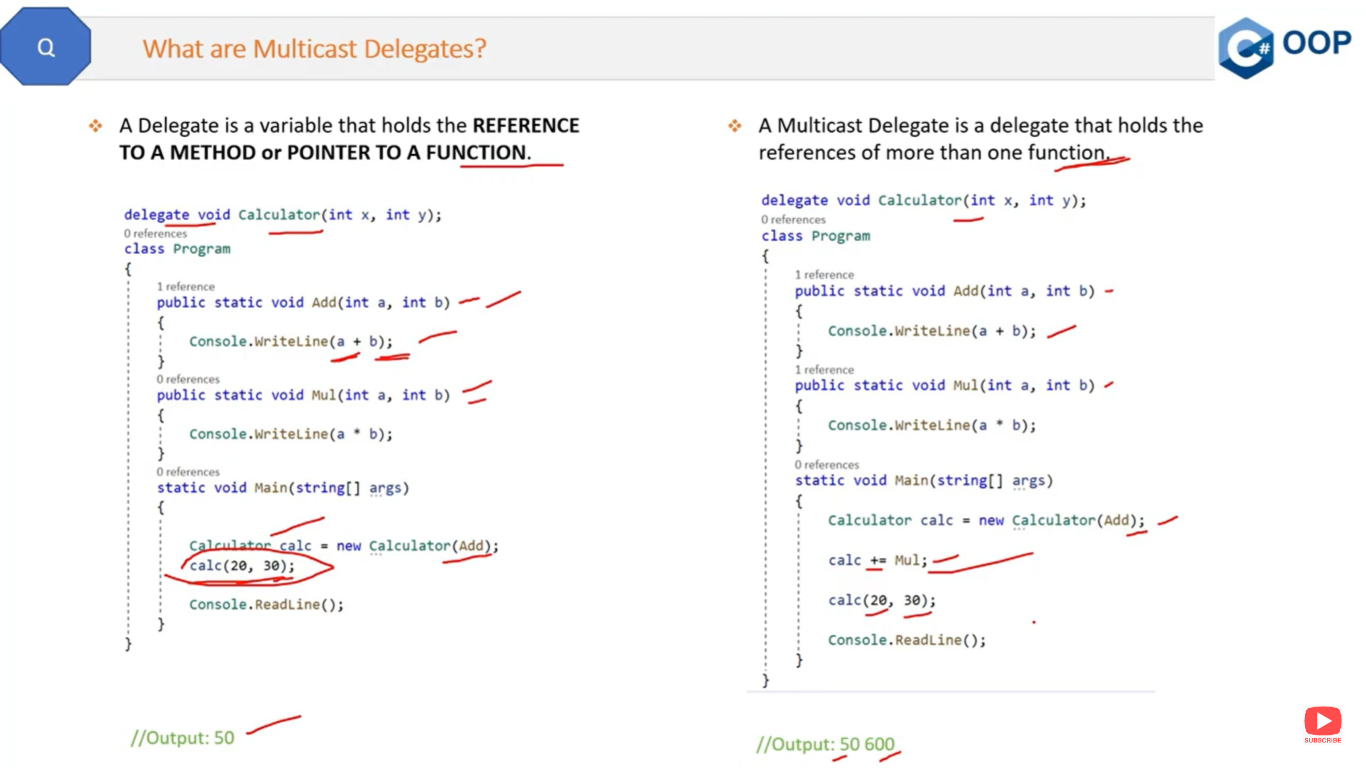 Q
What are Multicast Delegates?
C# OOP
❖ A Delegate is a variable that holds the REFERENCE
TO A METHOD or POINTER TO A FUNCTION.
delegate void Calculator(int x, int y);
0 references
class Program
{
1 reference
public static void Add(int a, int b)
{
Console.WriteLine(a + b);
}
0 references
public static void Mul(int a, int b)
{
Console.WriteLine(a * b);
}
0 references
static void Main(string[] args)
{
Calculator calc = new Calculator(Add);
calc(20, 30);
Console.ReadLine();
}
}
//Output: 50
❖ A Multicast Delegate is a delegate that holds the
references of more than one function.
delegate void Calculator(int x, int y);
0 references
class Program
{
1 reference
public static void Add(int a, int b)
{
Console.WriteLine(a + b);
}
1 reference
public static void Mul(int a, int b)
{
Console.WriteLine(a * b);
}
0 references
static void Main(string[] args)
{
Calculator calc = new Calculator(Add);
calc += Mul;
calc(20, 30);
Console.ReadLine();
}
}
//Output: 50 600
SUBSCRIBE